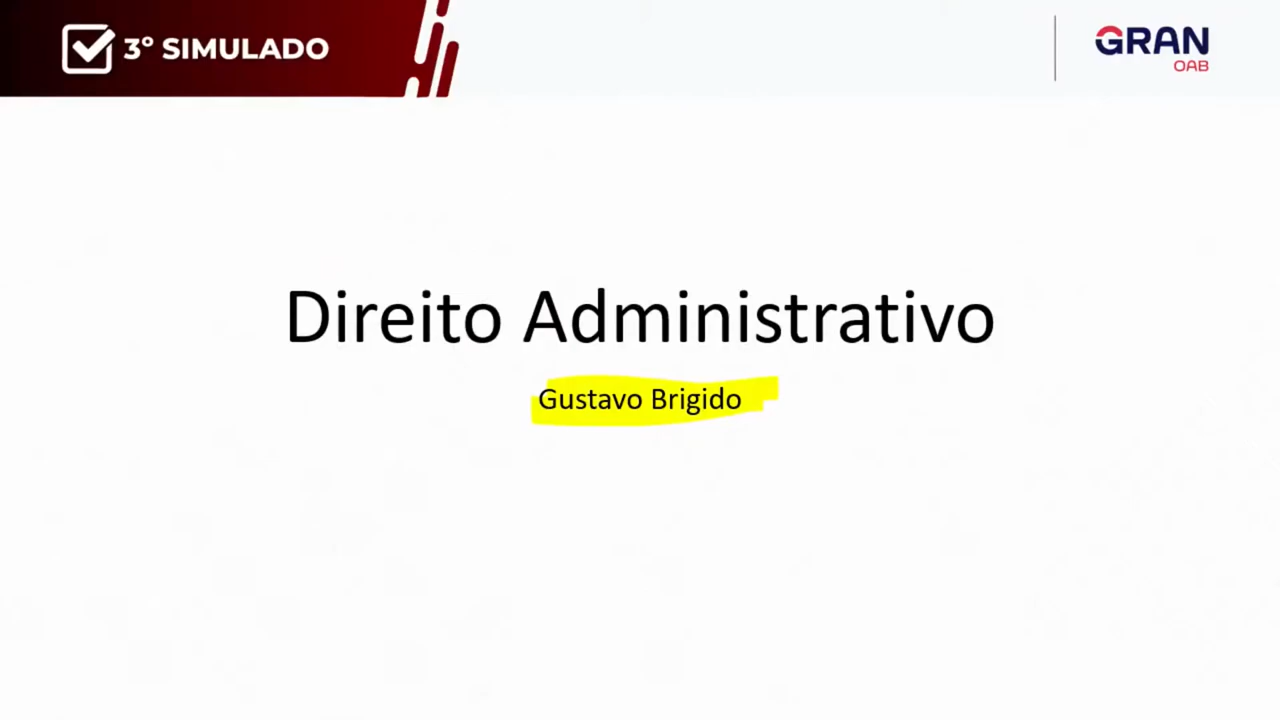 3º SIMULADO
GRAN
OAB
Direito Administrativo
Gustavo Brigido